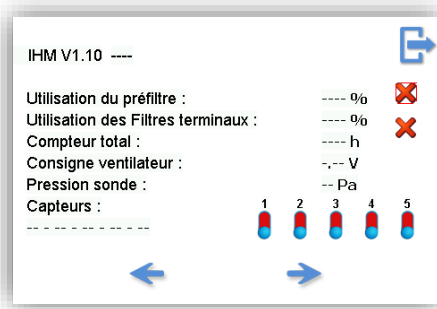 IHM V1.10 ----
Utilisation du préfiltre : ---- %
Utilisation des Filtres terminaux : ---- %
Compteur total : ---- h
Consigne ventilateur : -.-- V
Pression sonde : -- Pa
Capteurs : 1 2 3 4 5
-- -- -- -- -- --